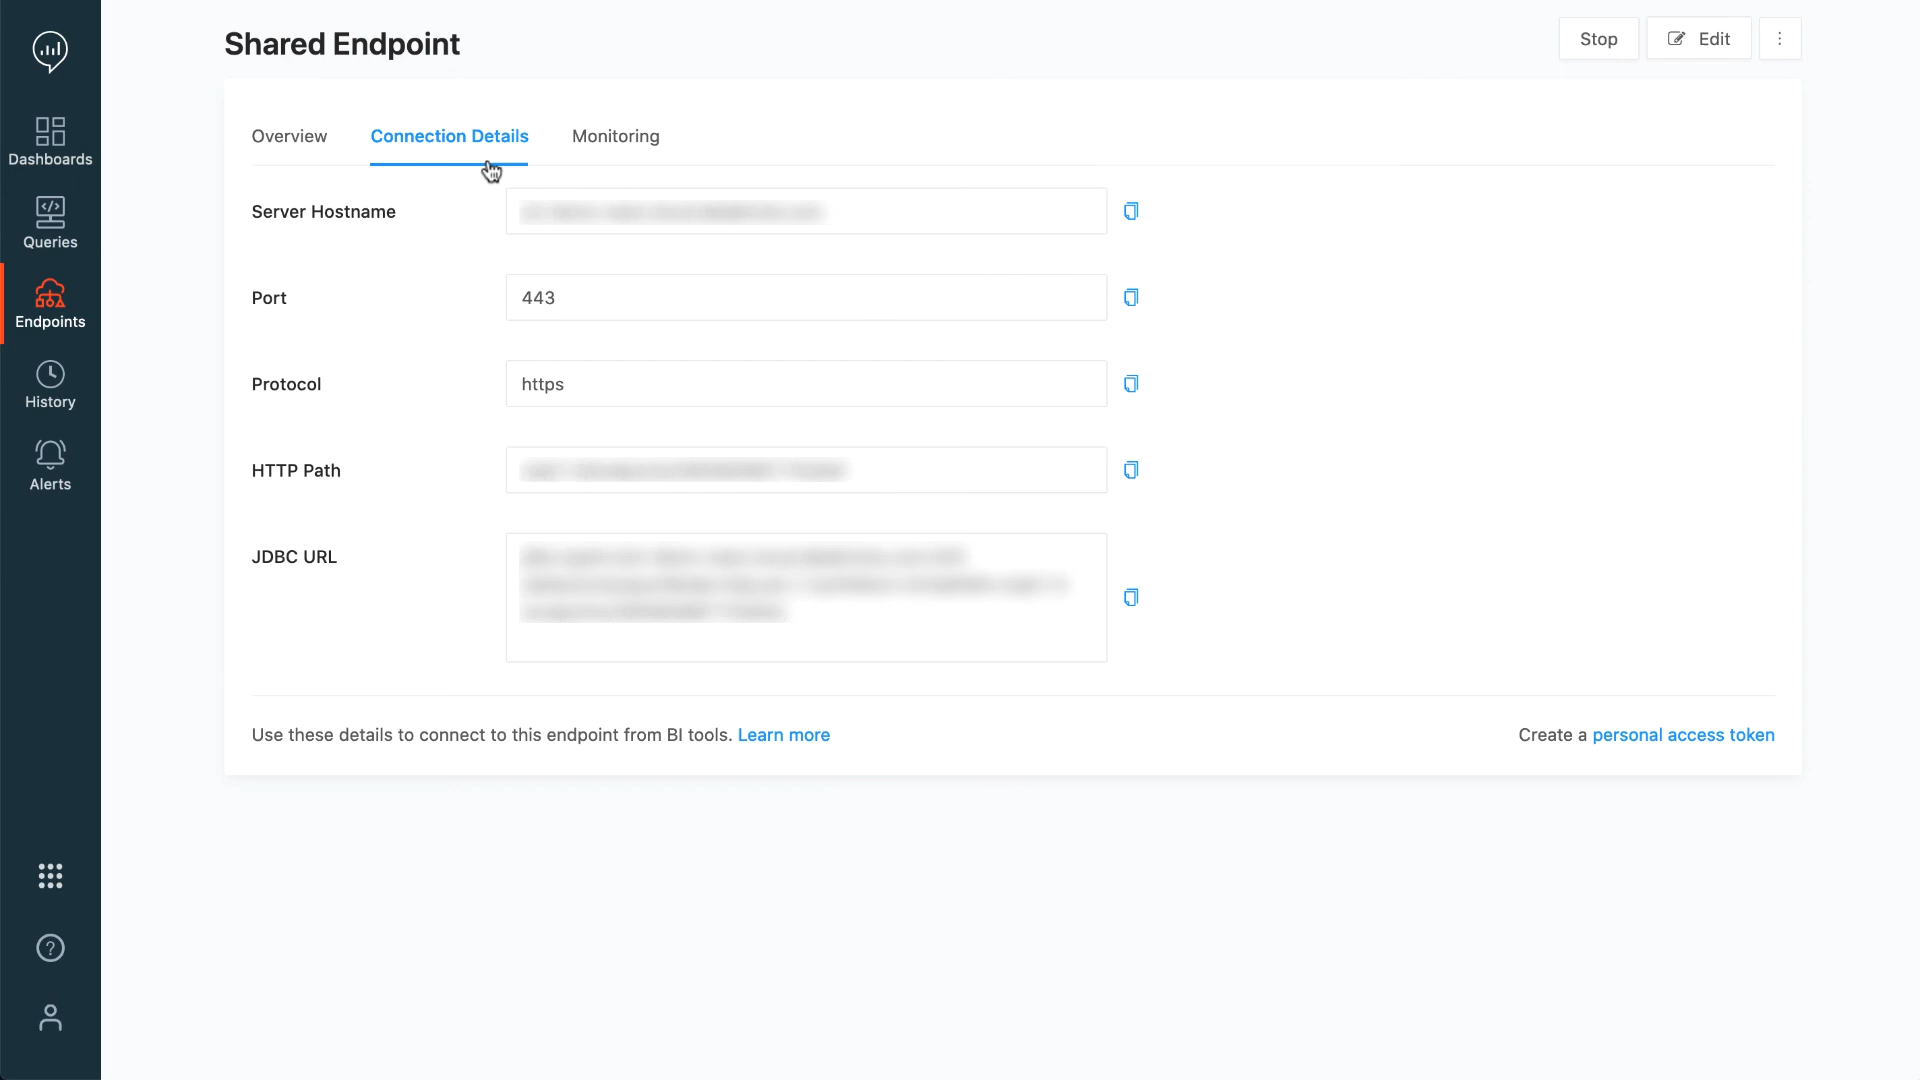 Shared Endpoint
Stop
Edit
Dashboards
Queries
Endpoints
History
Alerts
Overview
Connection Details
Monitoring
Server Hostname
Port
443
Protocol
https
HTTP Path
JDBC URL
Use these details to connect to this endpoint from BI tools. Learn more
Create a personal access token